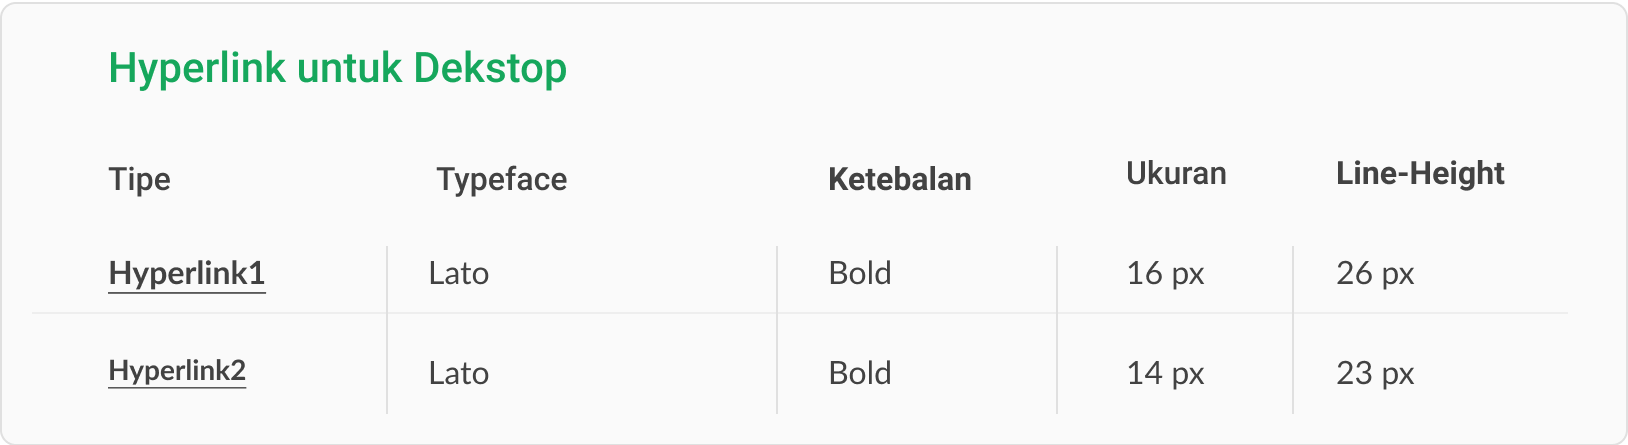 Hyperlink untuk Dekstop
Tipe Typeface Ketebalan Ukuran Line-Height
Hyperlink1 Lato Bold 16 px 26 px
Hyperlink2 Lato Bold 14 px 23 px